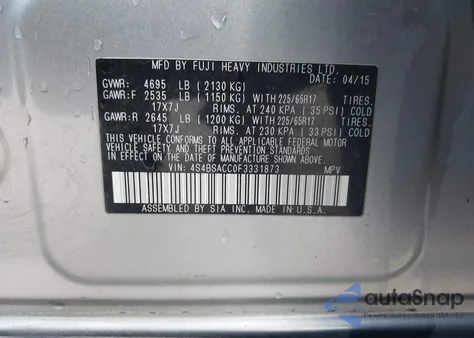 MFD BY FUJI HEAVY INDUSTRIES LTD.
DATE: 04/15
GVWR: 4695 LB (2130 KG)
GAWR:F 2535 LB (1150 KG) WITH 225/65R17 TIRES,
17X7J RIMS.AT 240 KPA (35 PSI) COLD
GAWR:R 2645 LB (1200 KG) WITH 225/65R17 TIRES,
17X7J RIMS.AT 230 KPA (33 PSI) COLD
THIS VEHICLE CONFORMS TO ALL APPLICABLE FEDERAL MOTOR
VEHICLE SAFETY STANDARDS IN EFFECT ON THE DATE OF
MANUFACTURE SHOWN ABOVE.
VIN: 4S4BSACC0F3331873 MPV
ASSEMBLED BY SIA INC. MADE IN U.S.A.
autoSnap